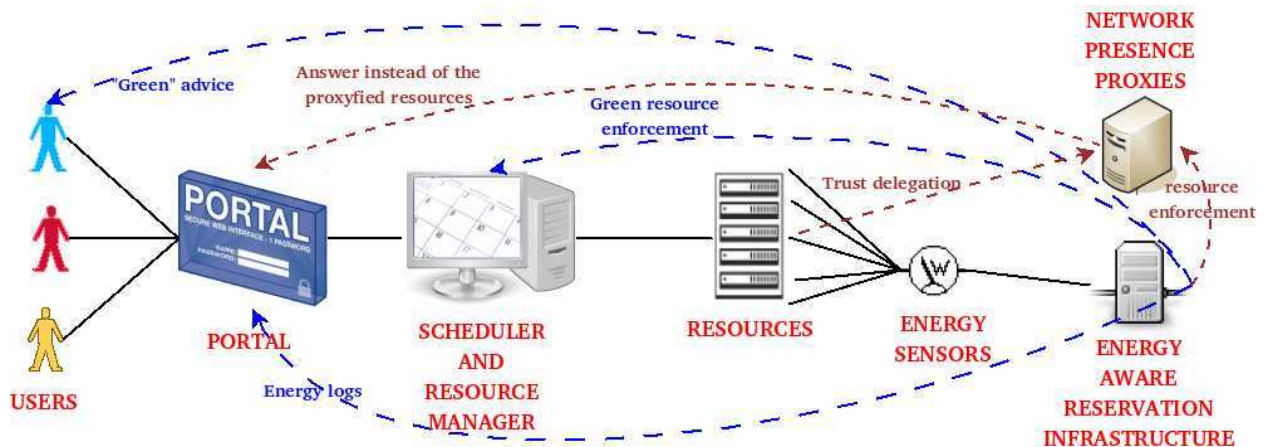 NETWORK
PRESENCE
PROXIES
"Green" advice
Answer instead of the
proxyfied resources
Green resource
enforcement
Trust delegation
resource
enforcement
PORTAL
SECURE WEB INTERFACE - 1 PASSWORD
NAME:
PASSWORD:
W
USERS
PORTAL
Energy logs
SCHEDULER
AND
RESOURCE
MANAGER
RESOURCES
ENERGY
SENSORS
ENERGY
AWARE
RESERVATION
INFRASTRUCTURE